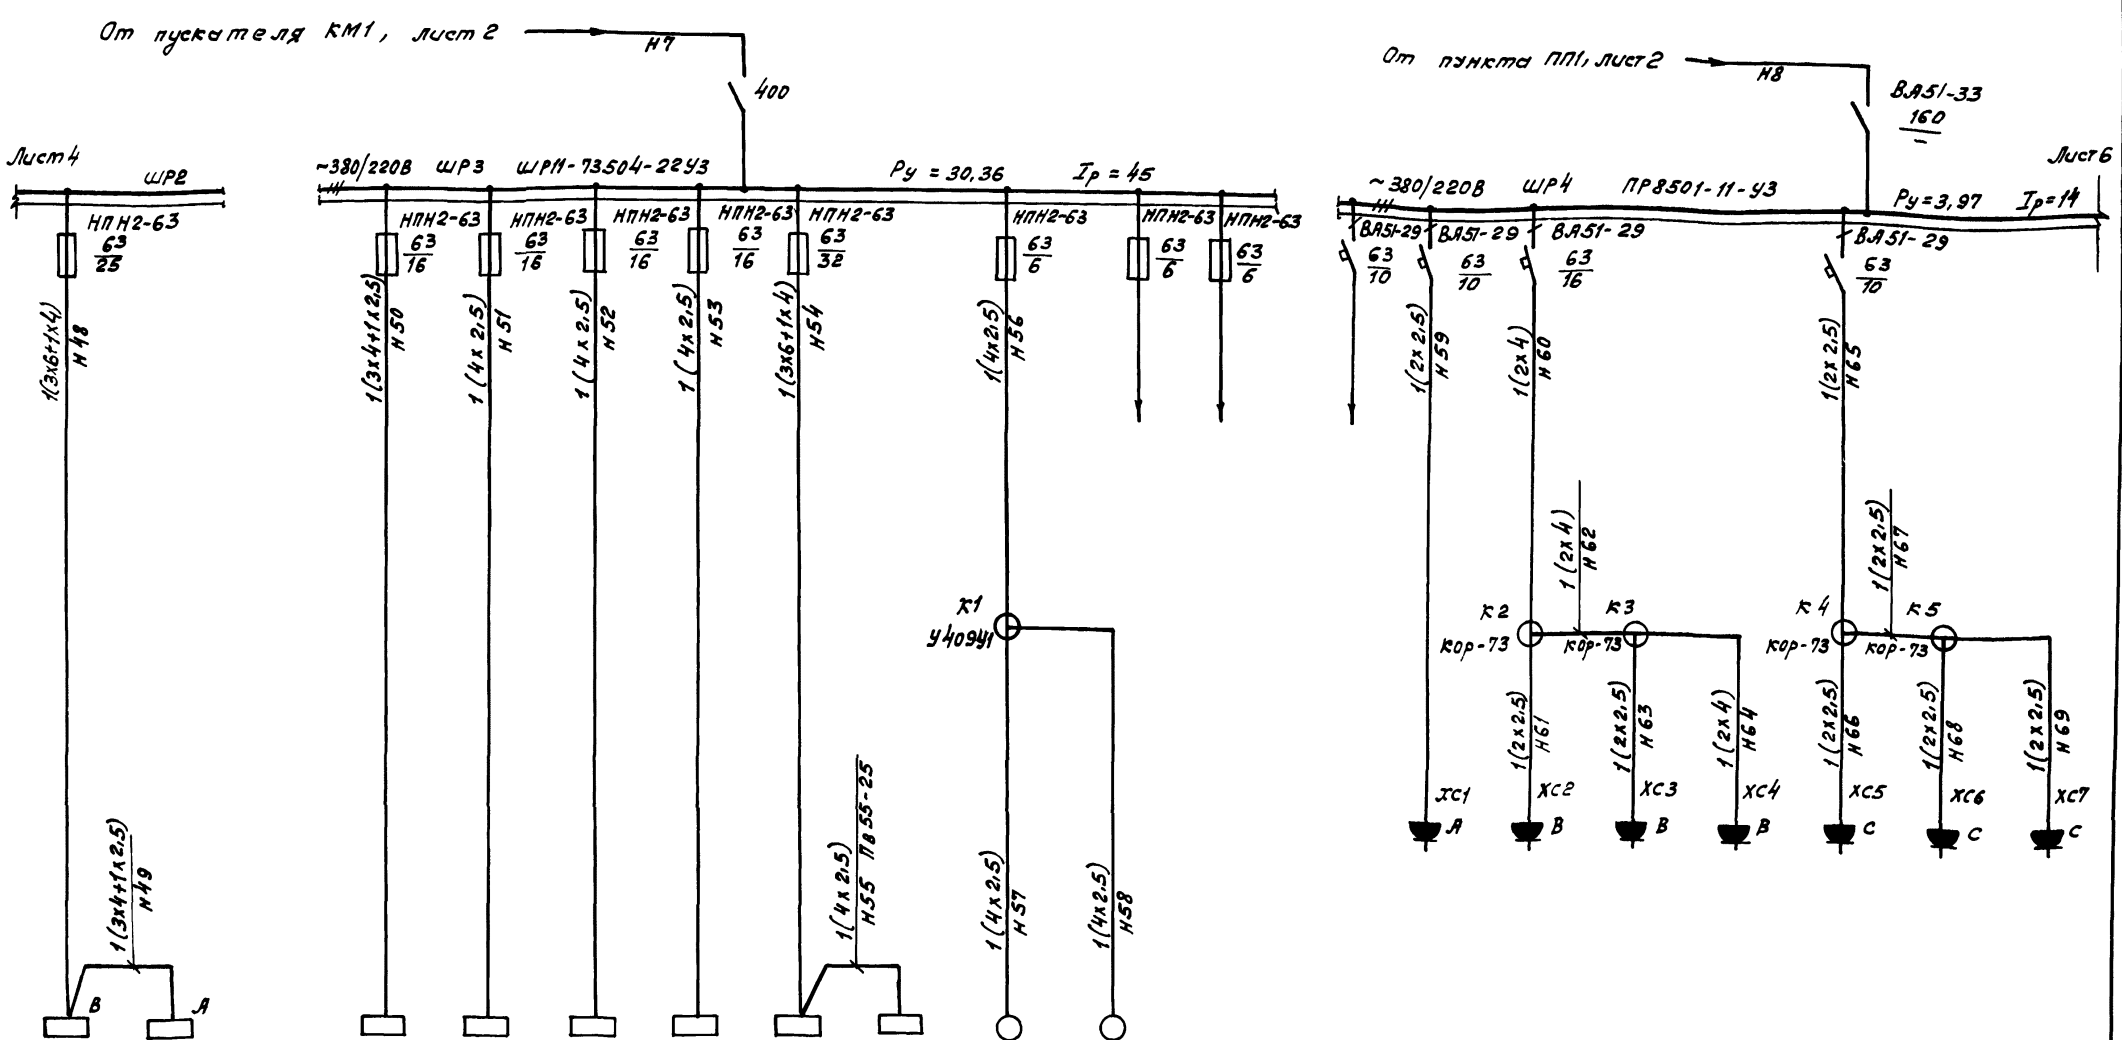 От пускателя КМ1, лист 2
Н7
400
От пункта ПП1, лист 2
Н8
ВА51-33
160
Лист 4
ШР2
НПН2-63
63
25
1(3х6+1х4)
Н48
1(3х4+1х2,5)
Н49
В
А
~380/220В
ШР3
ШР11-73504-22У3
Ру = 30,36
Iр = 45
НПН2-63
63
16
1(3х4+1х2,5)
Н50
НПН2-63
63
16
1(4х2,5)
Н51
НПН2-63
63
16
1(4х2,5)
Н52
НПН2-63
63
16
1(4х2,5)
Н53
НПН2-63
63
32
1(3х6+1х4)
Н54
1(4х2,5)
Н55 Пв55-25
НПН2-63
63
6
1(4х2,5)
Н56
К1
У409У1
1(4х2,5)
Н57
1(4х2,5)
Н58
НПН2-63
63
6
НПН2-63
63
6
Лист 6
~380/220В
ШР4
ПР8501-11-У3
Ру=3,97
Iр=14
ВА51-29
63
10
ВА51-29
63
10
1(2х2,5)
Н59
ВА51-29
63
16
1(2х4)
Н60
ВА51-29
63
10
1(2х2,5)
Н65
1(2х4)
Н62
1(2х2,5)
Н67
К2
кор-73
К3
кор-73
К4
кор-73
К5
кор-73
1(2х2,5)
Н61
1(2х2,5)
Н63
1(2х4)
Н64
1(2х2,5)
Н66
1(2х2,5)
Н68
1(2х2,5)
Н69
ХС1
А
ХС2
В
ХС3
В
ХС4
В
ХС5
С
ХС6
С
ХС7
С